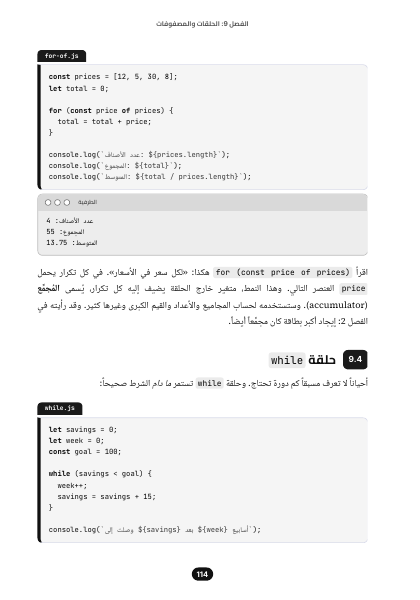 الفصل 9: الحلقات والمصفوفات
for-of.js
const prices = [12, 5, 30, 8];
let total = 0;
for (const price of prices) {
total = total + price;
}
console.log(`عدد الأصناف: ${prices.length}`);
console.log(`المجموع: ${total}`);
console.log(`المتوسط: ${total / prices.length}`);
الطرفية
عدد الأصناف: 4
المجموع: 55
المتوسط: 13.75
اقرأ for (const price of prices) هكذا: «لكل سعر في الأسعار». في كل تكرار يحمل
price العنصر التالي. وهذا النمط، متغير خارج الحلقة يضيف إليه كل تكرار، يُسمى المُجمِّع
(accumulator). وستستخدمه لحساب المجاميع والأعداد والقيم الكبرى وغيرها كثير. وقد رأيته في
الفصل 2: إيجاد أكبر بطاقة كان مجمِّعاً أيضاً.
9.4 حلقة while
أحياناً لا تعرف مسبقاً كم دورة تحتاج. وحلقة while تستمر ما دام الشرط صحيحاً:
while.js
let savings = 0;
let week = 0;
const goal = 100;
while (savings < goal) {
week++;
savings = savings + 15;
}
console.log(`وصلت إلى ${savings} بعد ${week} أسابيع`);
114